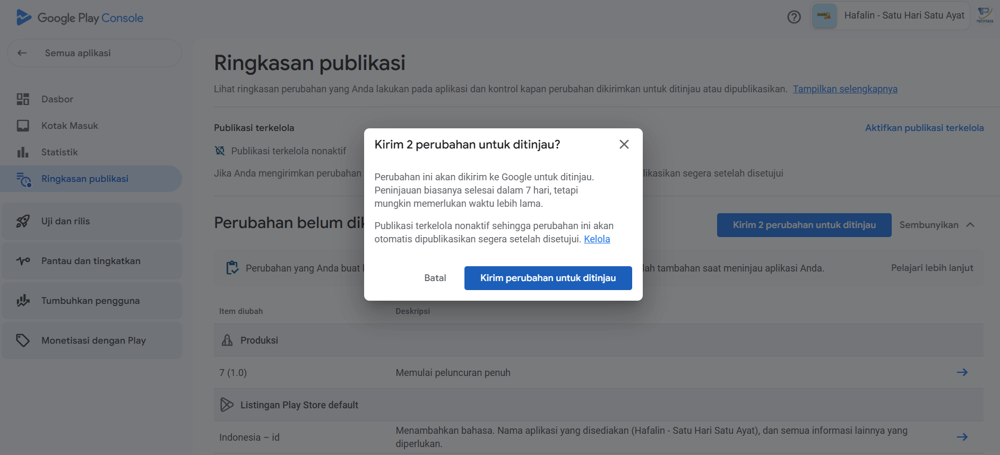 Google Play Console
Hafalin - Satu Hari Satu Ayat
PUSTIPANDA
Semua aplikasi
Dasbor
Kotak Masuk
Statistik
Ringkasan publikasi
Uji dan rilis
Pantau dan tingkatkan
Tumbuhkan pengguna
Monetisasi dengan Play
Ringkasan publikasi
Lihat ringkasan perubahan yang Anda lakukan pada aplikasi dan kontrol kapan perubahan dikirimkan untuk ditinjau atau dipublikasikan. Tampilkan selengkapnya
Publikasi terkelola
Aktifkan publikasi terkelola
Publikasi terkelola nonaktif
Jika Anda mengirimkan perubahan
likasikan segera setelah disetujui
Perubahan belum dik
Kirim 2 perubahan untuk ditinjau
Sembunyikan
Perubahan yang Anda buat
lah tambahan saat meninjau aplikasi Anda.
Pelajari lebih lanjut
Kirim 2 perubahan untuk ditinjau?
Perubahan ini akan dikirim ke Google untuk ditinjau.
Peninjauan biasanya selesai dalam 7 hari, tetapi
mungkin memerlukan waktu lebih lama.
Publikasi terkelola nonaktif sehingga perubahan ini akan
otomatis dipublikasikan segera setelah disetujui. Kelola
Batal
Kirim perubahan untuk ditinjau
Item diubah
Deskripsi
Produksi
7 (1.0)
Memulai peluncuran penuh
Listingan Play Store default
Indonesia – id
Menambahkan bahasa. Nama aplikasi yang disediakan (Hafalin - Satu Hari Satu Ayat), dan semua informasi lainnya yang
diperlukan.